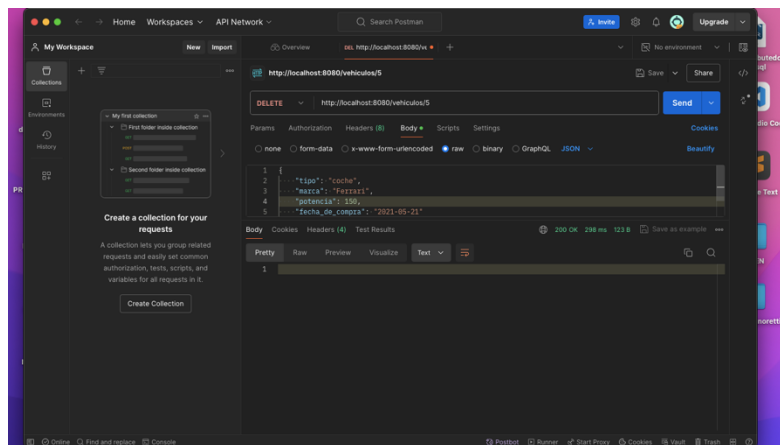 Home Workspaces API Network Search Postman Invite Upgrade
My Workspace New Import Overview DEL http://localhost:8080/ve No environment
Collections
Environments
History
My first collection
First folder inside collection
Second folder inside collection
Create a collection for your
requests
A collection lets you group related
requests and easily set common
authorization, tests, scripts, and
variables for all requests in it.
Create Collection
http://localhost:8080/vehiculos/5 Save Share
DELETE http://localhost:8080/vehiculos/5 Send
Params Authorization Headers (8) Body Scripts Settings Cookies
none form-data x-www-form-urlencoded raw binary GraphQL JSON Beautify
1 {
2 "tipo": "coche",
3 "marca": "Ferrari",
4 "potencia": 150,
5 "fecha_de_compra": "2021-05-21"
Body Cookies Headers (4) Test Results 200 OK 298 ms 123 B Save as example
Pretty Raw Preview Visualize Text
1
Online Find and replace Console Postbot Runner Start Proxy Cookies Vault Trash